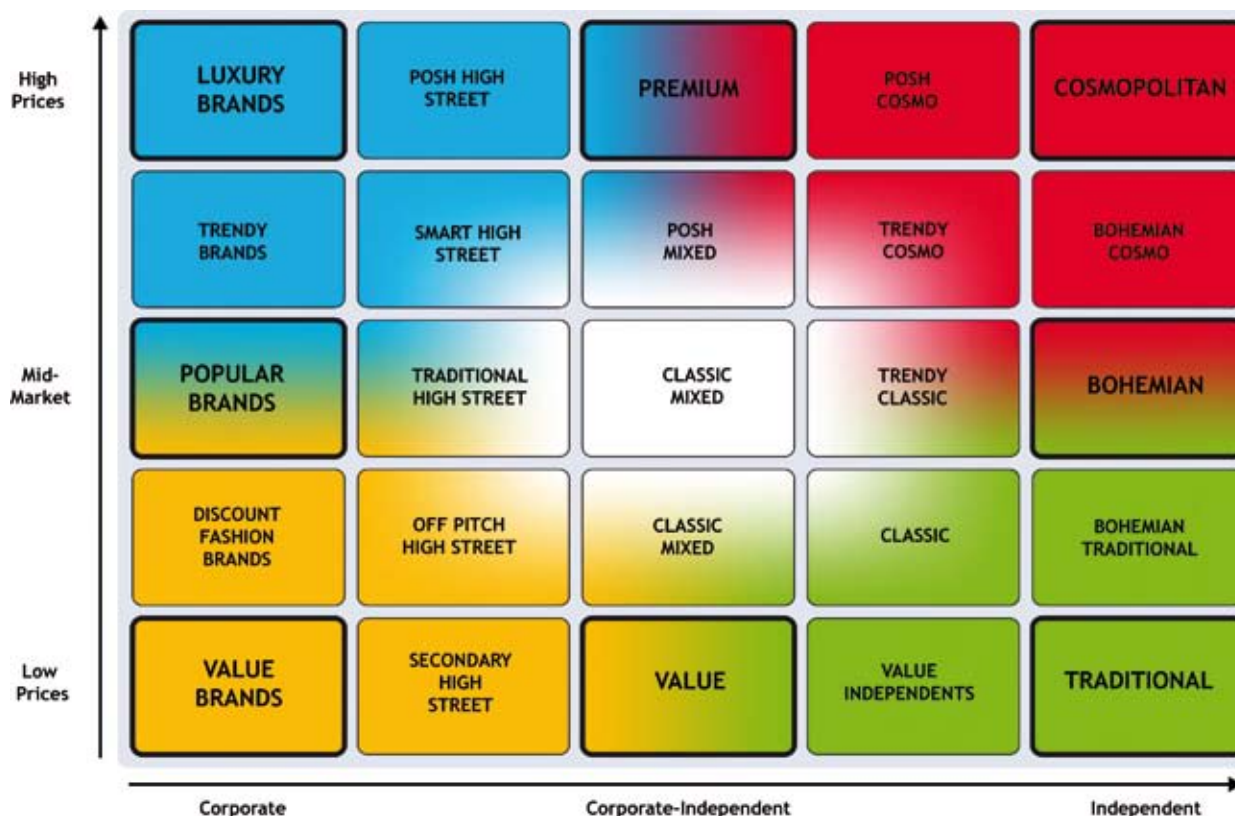 High
Prices
LUXURY
BRANDS
POSH HIGH
STREET
PREMIUM
POSH
COSMO
COSMOPOLITAN
TRENDY
BRANDS
SMART HIGH
STREET
POSH
MIXED
TRENDY
COSMO
BOHEMIAN
COSMO
Mid-
Market
POPULAR
BRANDS
TRADITIONAL
HIGH STREET
CLASSIC
MIXED
TRENDY
CLASSIC
BOHEMIAN
DISCOUNT
FASHION
BRANDS
OFF PITCH
HIGH STREET
CLASSIC
MIXED
CLASSIC
BOHEMIAN
TRADITIONAL
Low
Prices
VALUE
BRANDS
SECONDARY
HIGH
STREET
VALUE
VALUE
INDEPENDENTS
TRADITIONAL
Corporate
Corporate-Independent
Independent